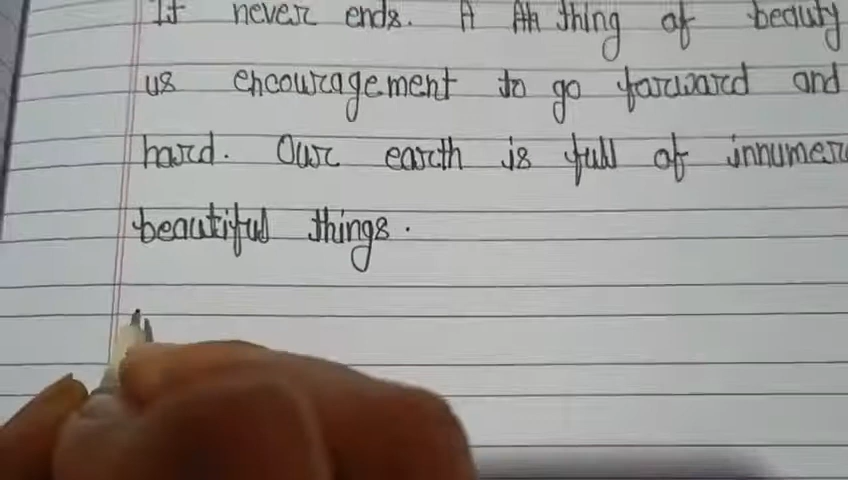 It never ends. A Ah thing of beauty
us encouragement to go forward and
hard. Our earth is full of
beautiful things.